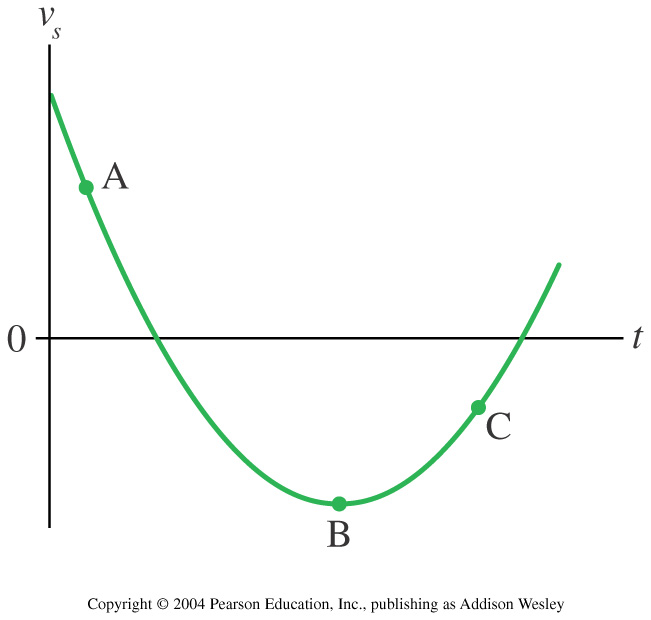 v_s
A
0
t
C
B
Copyright © 2004 Pearson Education, Inc., publishing as Addison Wesley